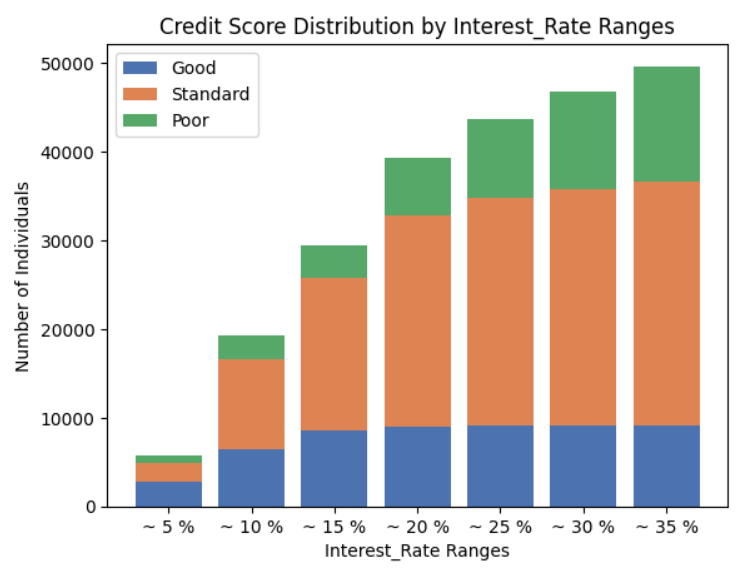 Credit Score Distribution by Interest_Rate Ranges
Good
Standard
Poor
50000
40000
30000
20000
10000
0
Number of Individuals
~ 5 %
~ 10 %
~ 15 %
~ 20 %
~ 25 %
~ 30 %
~ 35 %
Interest_Rate Ranges